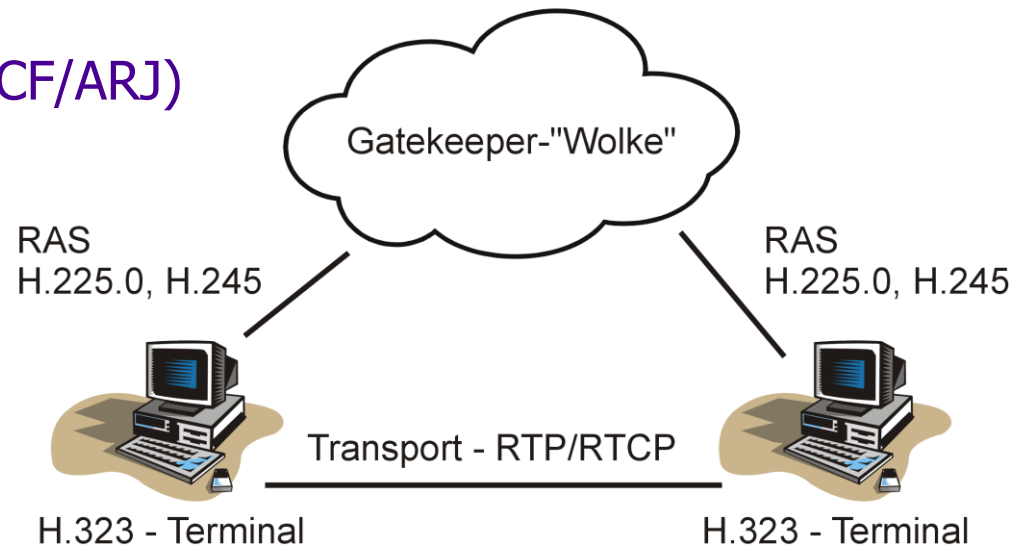 CF/ARJ)
Gatekeeper-"Wolke"
RAS
H.225.0, H.245
RAS
H.225.0, H.245
Transport - RTP/RTCP
H.323 - Terminal
H.323 - Terminal